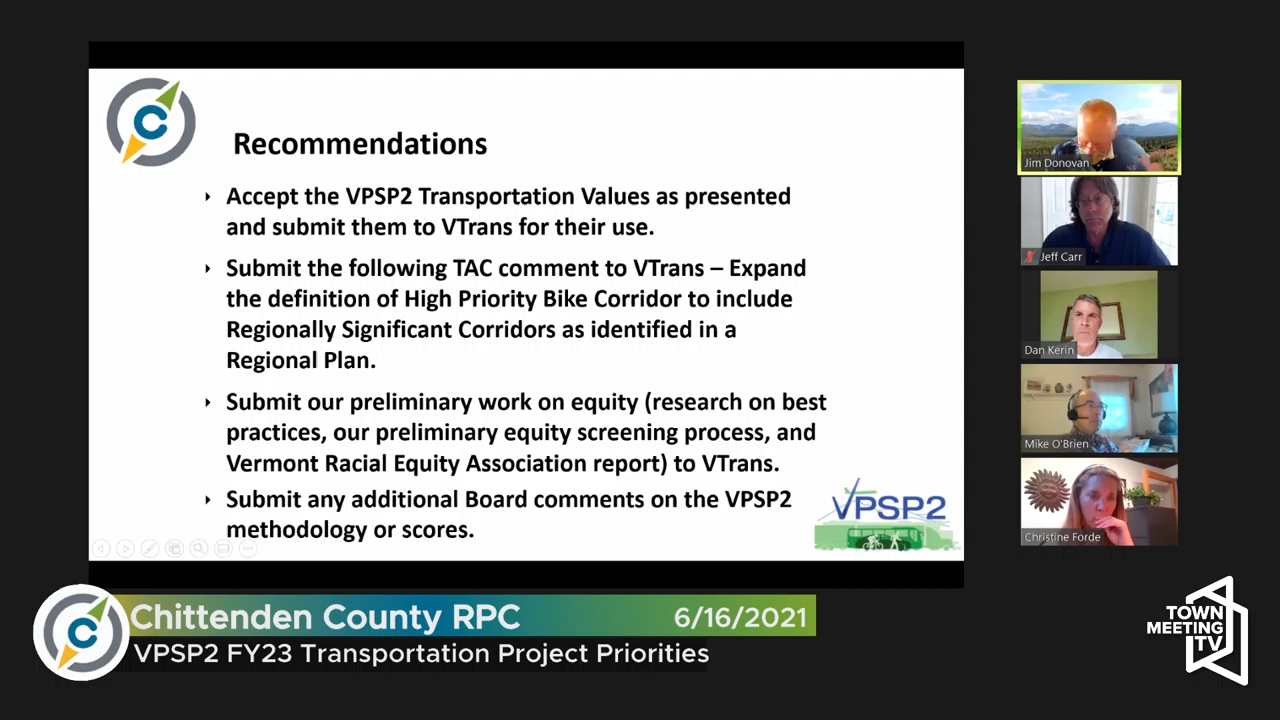 Recommendations
Accept the VPSP2 Transportation Values as presented
and submit them to VTrans for their use.
Submit the following TAC comment to VTrans – Expand
the definition of High Priority Bike Corridor to include
Regionally Significant Corridors as identified in a
Regional Plan.
Submit our preliminary work on equity (research on best
practices, our preliminary equity screening process, and
Vermont Racial Equity Association report) to VTrans.
Submit any additional Board comments on the VPSP2
methodology or scores.
VPSP2
Jim Donovan
Jeff Carr
Dan Kerin
Mike O'Brien
Christine Forde
C
C
Chittenden County RPC
6/16/2021
VPSP2 FY23 Transportation Project Priorities
TOWN
MEETING
TV